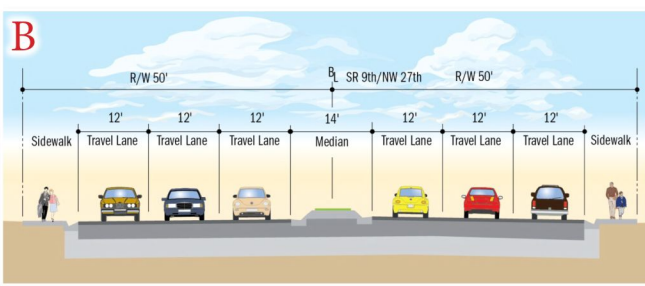 B
R/W 50' BL SR 9th/NW 27th R/W 50'
12' 12' 12' 14' 12' 12' 12'
Sidewalk Travel Lane Travel Lane Travel Lane Median Travel Lane Travel Lane Travel Lane Sidewalk